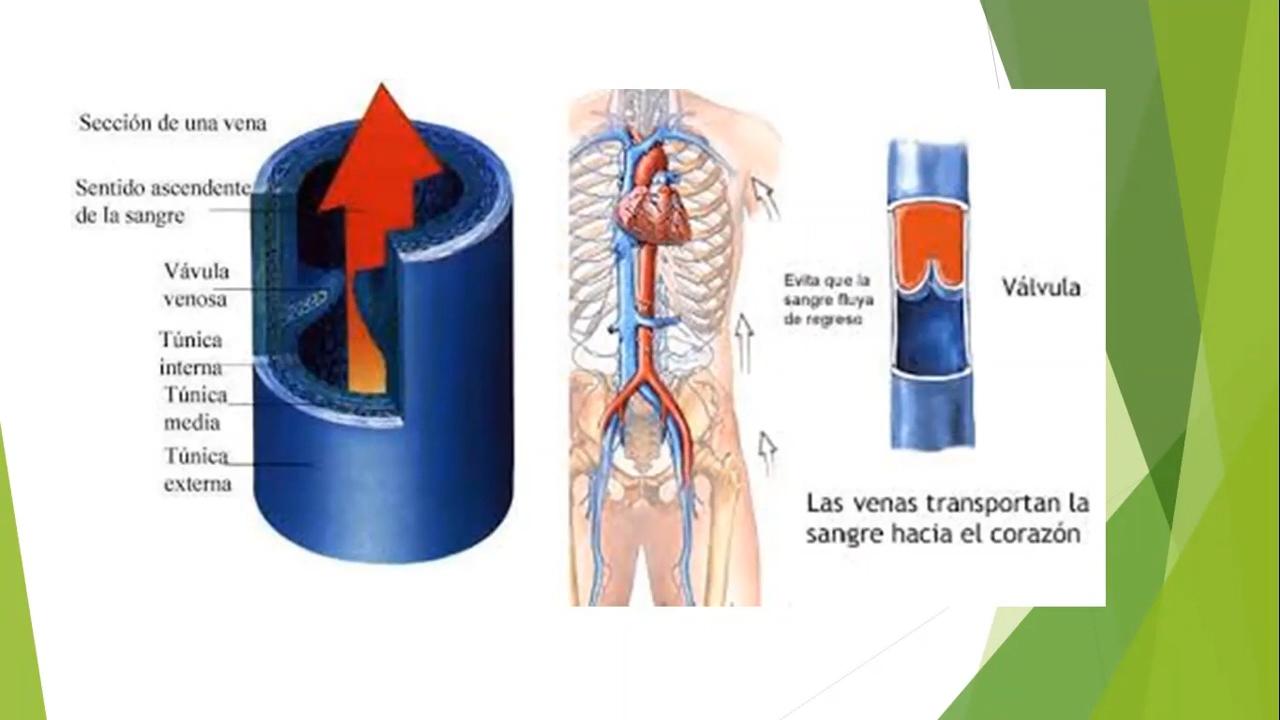 Sección de una vena
Sentido ascendente
de la sangre
Vávula
venosa
Túnica
interna
Túnica
media
Túnica
externa
Evita que la
sangre fluya
de regreso
Válvula
Las venas transportan la
sangre hacia el corazón